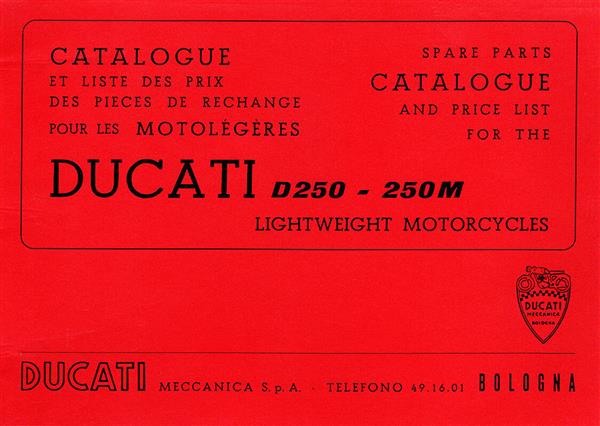 CATALOGUE
ET LISTE DES PRIX
DES PIECES DE RECHANGE
POUR LES MOTOLÉGÈRES
SPARE PARTS
CATALOGUE
AND PRICE LIST
FOR THE
DUCATI D250 - 250M
LIGHTWEIGHT MOTORCYCLES
DUCATI
MECCANICA
BOLOGNA
DUCATI MECCANICA S.p.A. - TELEFONO 49.16.01 BOLOGNA